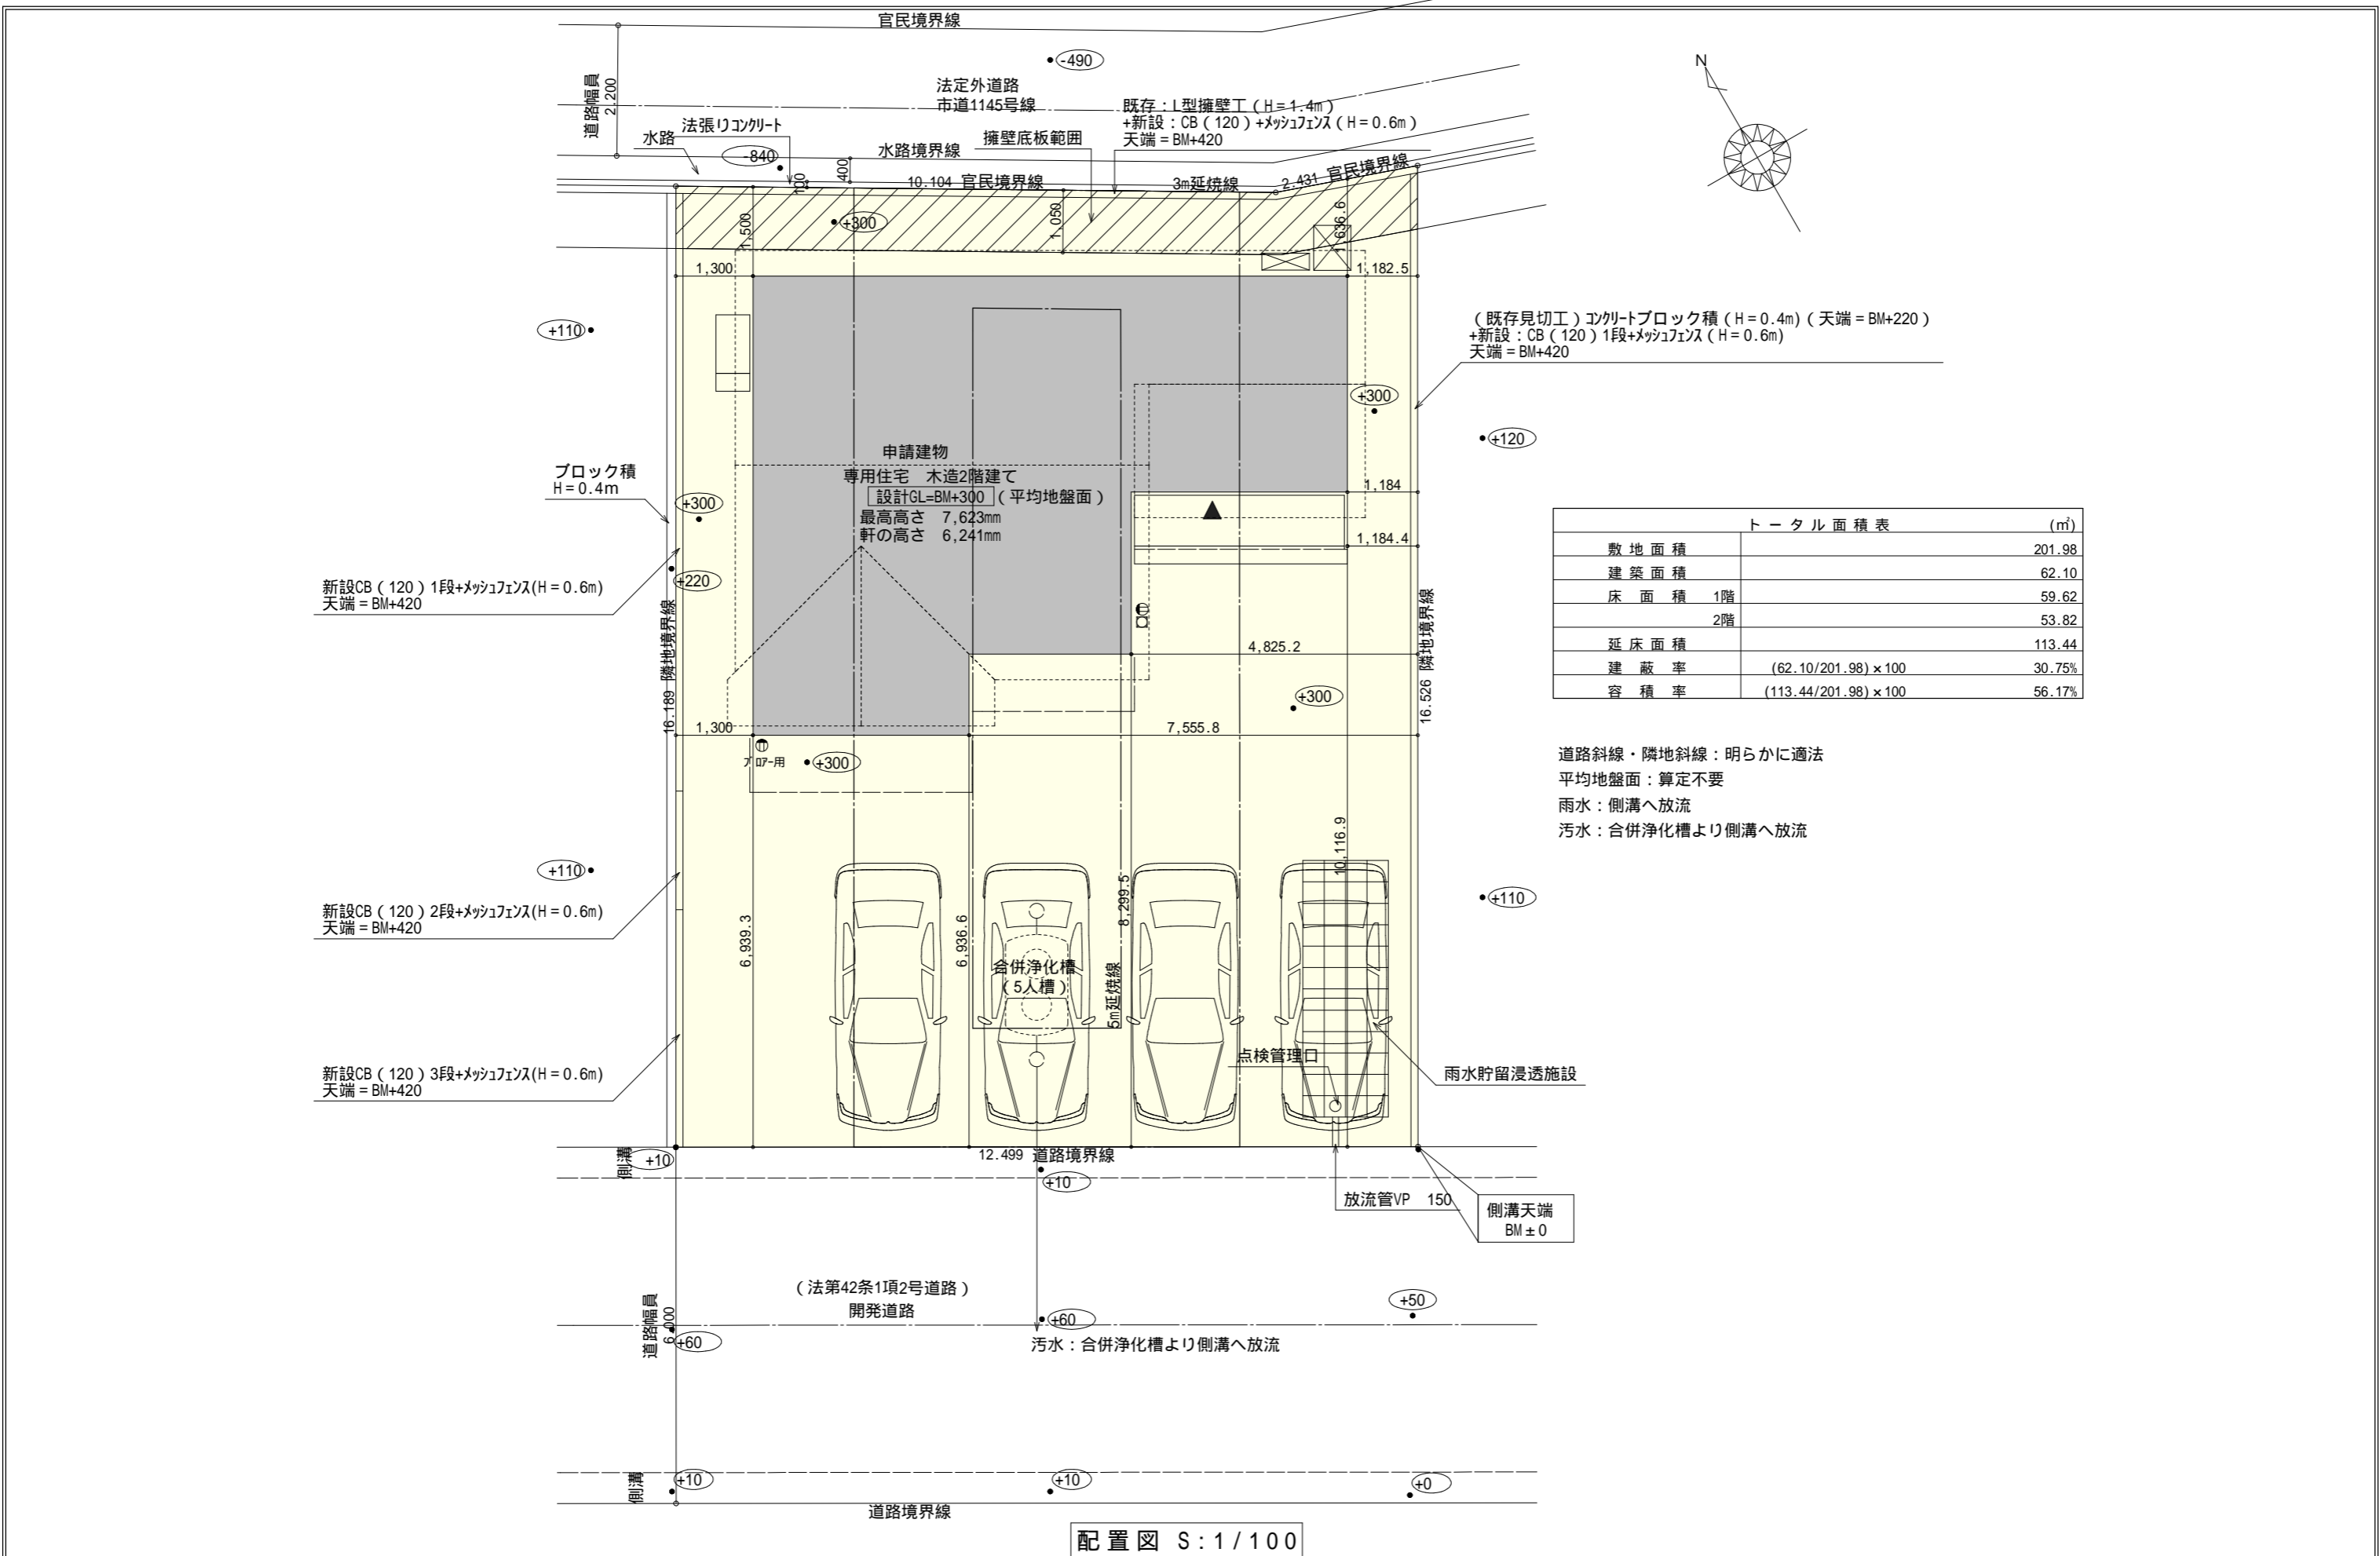 官民境界線
-490
道路幅員
2,200
法定外道路
市道1145号線
既存：L型擁壁工（H=1.4m）
+新設：CB（120）+メッシュフェンス（H=0.6m）
天端=BM+420
N
法張りコンクリート
水路
擁壁底板範囲
水路境界線
-840
400
100
10.104 官民境界線
3m延焼線
2.431 官民境界線
+300
1,500
1,050
1,636.6
1,300
1,182.5
+110
（既存見切工）コンクリートブロック積（H=0.4m)（天端=BM+220）
+新設：CB（120）1段+メッシュフェンス（H=0.6m)
天端=BM+420
+300
+120
申請建物
専用住宅　木造2階建て
設計GL=BM+300（平均地盤面）
最高高さ　7,623mm
軒の高さ　6,241mm
ブロック積
H=0.4m
+300
1,184
1,184.4
+220
新設CB（120）1段+メッシュフェンス(H=0.6m)
天端=BM+420
16.189 隣地境界線
16.526 隣地境界線
トータル面積表 (㎡)
敷地面積 201.98
建築面積 62.10
床面積 1階 59.62
2階 53.82
延床面積 113.44
建蔽率 (62.10/201.98)×100 30.75%
容積率 (113.44/201.98)×100 56.17%
4,825.2
+300
1,300
7,555.8
ブロアー用
+300
道路斜線・隣地斜線：明らかに適法
平均地盤面：算定不要
雨水：側溝へ放流
汚水：合併浄化槽より側溝へ放流
+110
新設CB（120）2段+メッシュフェンス(H=0.6m)
天端=BM+420
6,939.3
6,936.6
8,299.5
10,116.9
+110
合併浄化槽
（5人槽）
5m延焼線
新設CB（120）3段+メッシュフェンス(H=0.6m)
天端=BM+420
点検管理口
雨水貯留浸透施設
側溝
+10
12.499 道路境界線
+10
放流管VP　150
側溝天端
BM±0
（法第42条1項2号道路）
開発道路
道路幅員
6,000
+60
+60
+50
汚水：合併浄化槽より側溝へ放流
側溝
+10
+10
+0
道路境界線
配置図 S:1/100